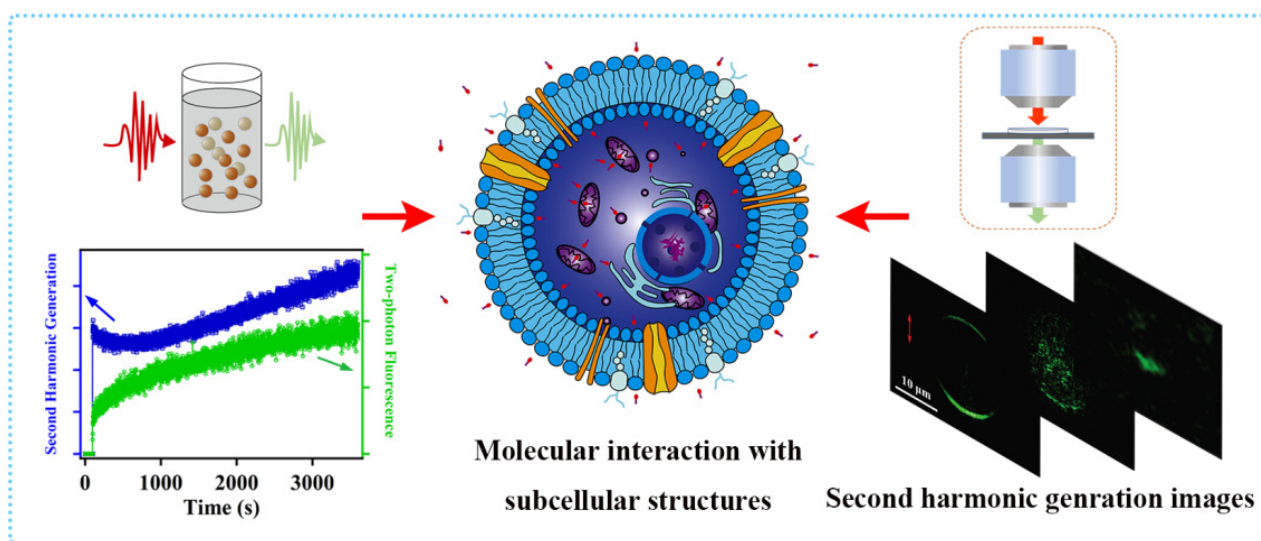 Second Harmonic Generation
Two-photon Fluorescence
0
1000
2000
3000
Time (s)
Molecular interaction with
subcellular structures
10 μm
Second harmonic genration images